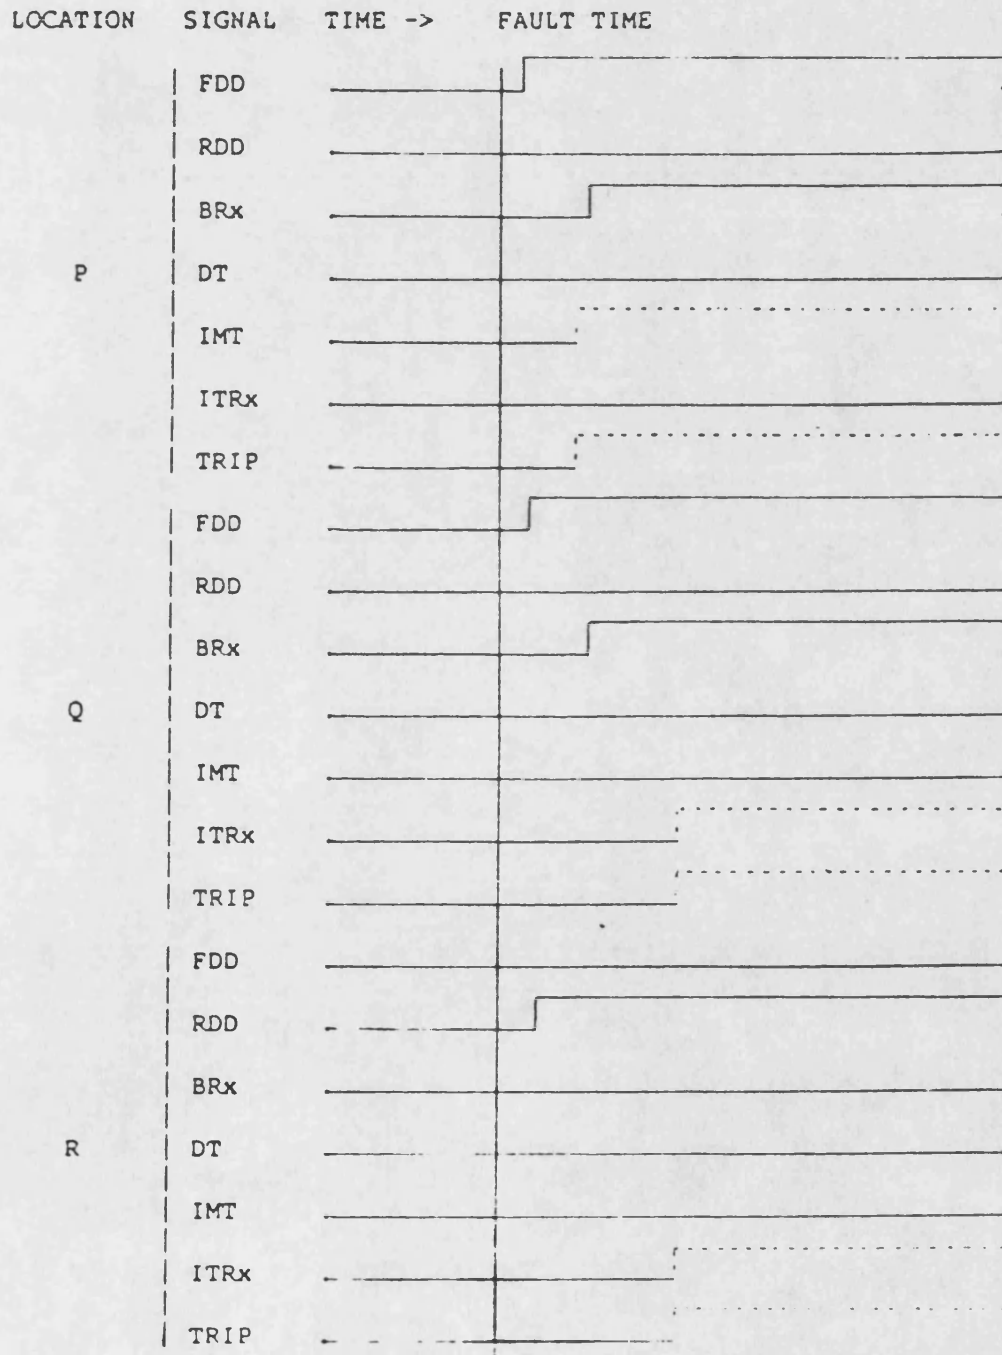 LOCATION SIGNAL TIME -> FAULT TIME
FDD
RDD
BRx
P DT
IMT
ITRx
TRIP
FDD
RDD
BRx
Q DT
IMT
ITRx
TRIP
FDD
RDD
BRx
R DT
IMT
ITRx
TRIP